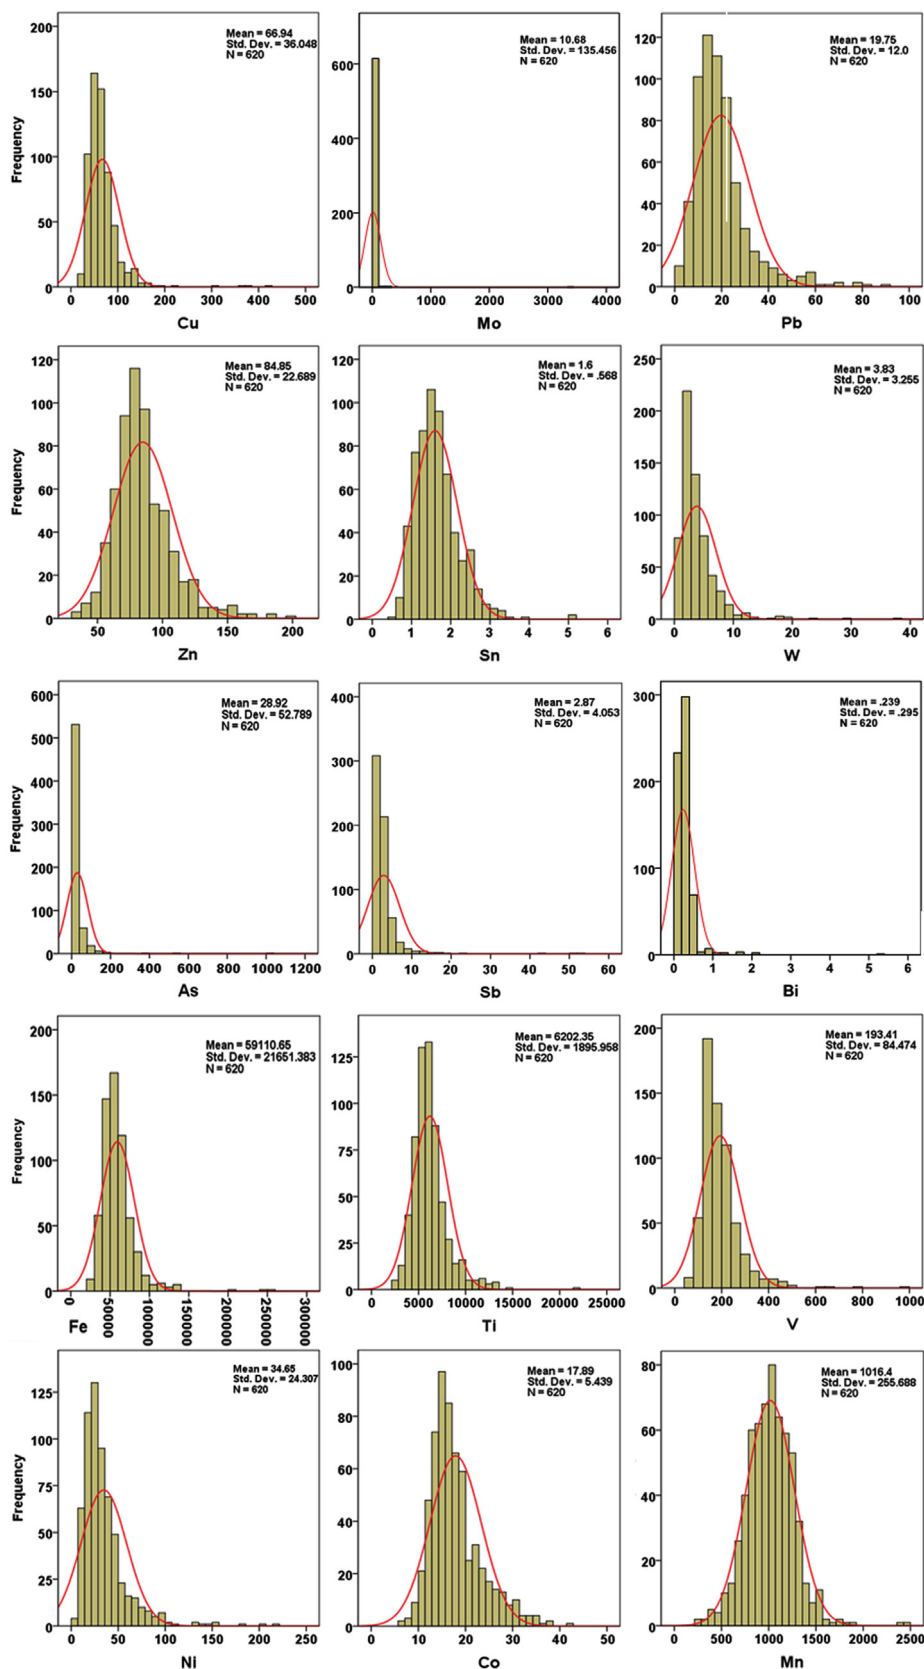 Mean = 66.94
Std. Dev. = 36.048
N = 620
200
150
100
50
0
Frequency
0 100 200 300 400 500
Cu
Mean = 10.68
Std. Dev. = 135.456
N = 620
600
400
200
0
0 1000 2000 3000 4000
Mo
Mean = 19.75
Std. Dev. = 12.0
N = 620
120
100
80
60
40
20
0
0 20 40 60 80 100
Pb
Mean = 84.85
Std. Dev. = 22.689
N = 620
120
100
80
60
40
20
0
Frequency
50 100 150 200
Zn
Mean = 1.6
Std. Dev. = .568
N = 620
120
100
80
60
40
20
0
0 1 2 3 4 5 6
Sn
Mean = 3.83
Std. Dev. = 3.255
N = 620
250
200
150
100
50
0
0 10 20 30 40
W
Mean = 28.92
Std. Dev. = 52.789
N = 620
600
500
400
300
200
100
0
Frequency
0 200 400 600 800 1000 1200
As
Mean = 2.87
Std. Dev. = 4.053
N = 620
400
300
200
100
0
0 10 20 30 40 50 60
Sb
Mean = .239
Std. Dev. = .295
N = 620
300
200
100
0
0 1 2 3 4 5 6
Bi
Mean = 59110.65
Std. Dev. = 21651.383
N = 620
200
150
100
50
0
Frequency
0 50000 100000 150000 200000 250000 300000
Fe
Mean = 6202.35
Std. Dev. = 1895.958
N = 620
125
100
75
50
25
0
0 5000 10000 15000 20000 25000
Ti
Mean = 193.41
Std. Dev. = 84.474
N = 620
200
150
100
50
0
0 200 400 600 800 1000
V
Mean = 34.65
Std. Dev. = 24.307
N = 620
125
100
75
50
25
0
Frequency
0 50 100 150 200 250
Ni
Mean = 17.89
Std. Dev. = 5.439
N = 620
100
80
60
40
20
0
0 10 20 30 40 50
Co
Mean = 1016.4
Std. Dev. = 255.688
N = 620
80
60
40
20
0
0 500 1000 1500 2000 2500
Mn